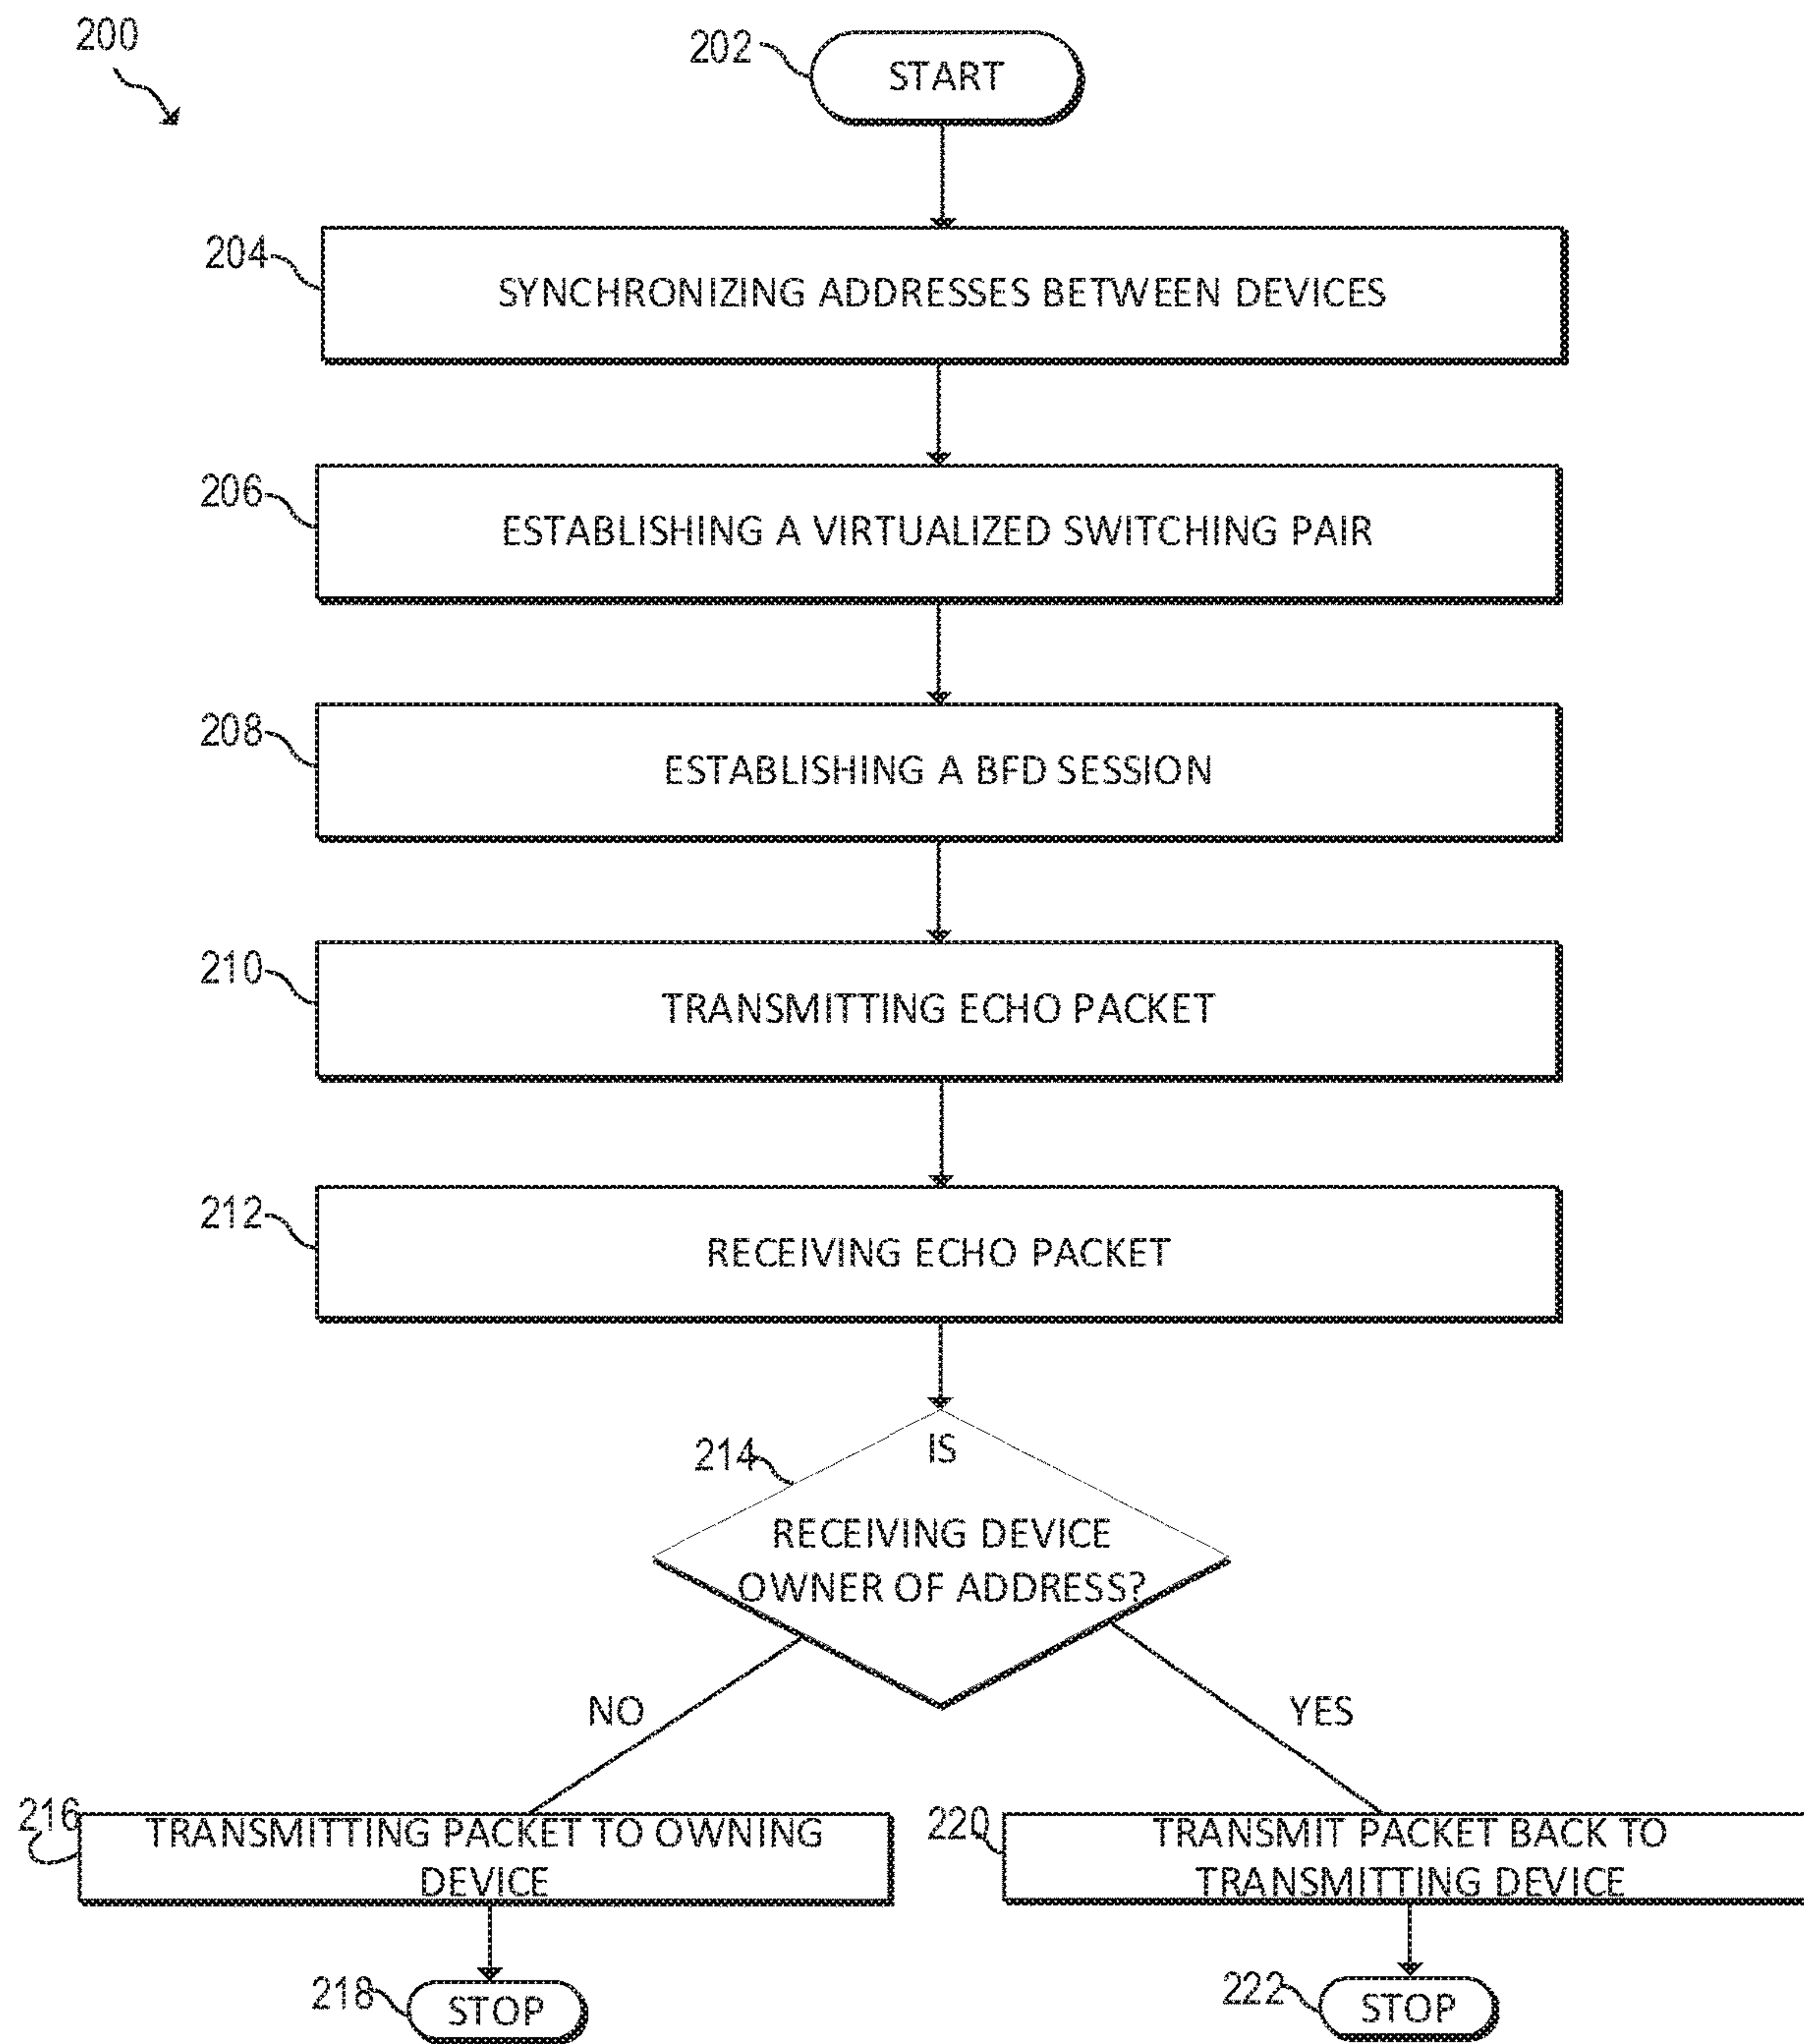 200
202
START
204
SYNCHRONIZING ADDRESSES BETWEEN DEVICES
206
ESTABLISHING A VIRTUALIZED SWITCHING PAIR
208
ESTABLISHING A BFD SESSION
210
TRANSMITTING ECHO PACKET
212
RECEIVING ECHO PACKET
214
IS
RECEIVING DEVICE
OWNER OF ADDRESS?
NO
YES
216
TRANSMITTING PACKET TO OWNING
DEVICE
220
TRANSMIT PACKET BACK TO
TRANSMITTING DEVICE
218
STOP
222
STOP